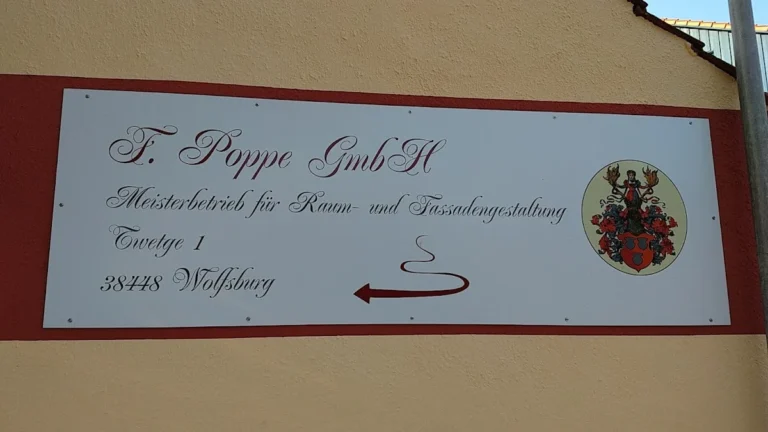 F. Poppe GmbH
Meisterbetrieb für Raum- und Fassadengestaltung
Twetge 1
38448 Wolfsburg